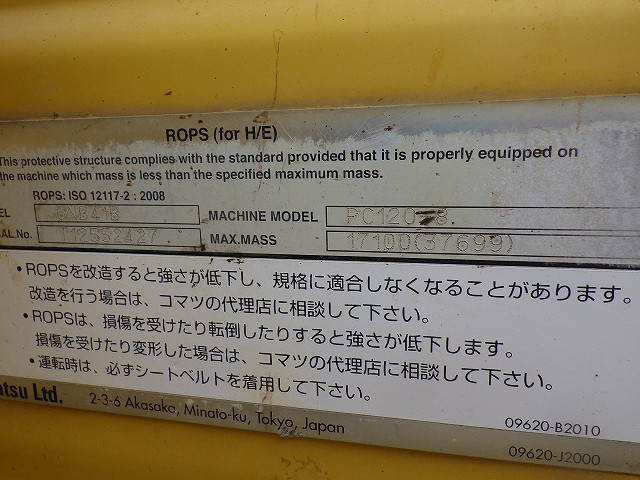 ROPS (for H/E)
This protective structure complies with the standard provided that it is properly equipped on
the machine which mass is less than the specified maximum mass.
ROPS: ISO 12117-2 : 2008
EL MACHINE MODEL PC120-8
AL No. MAX.MASS 17100(37699)
•ROPSを改造すると強さが低下し、規格に適合しなくなることがあります。
改造を行う場合は、コマツの代理店に相談して下さい。
•ROPSは、損傷を受けたり転倒したりすると強さが低下します。
損傷を受けたり変形した場合は、コマツの代理店に相談して下さい。
•運転時は、必ずシートベルトを着用して下さい。
atsu Ltd. 2-3-6 Akasaka, Minato-ku, Tokyo, Japan
09620-B2010
09620-J2000